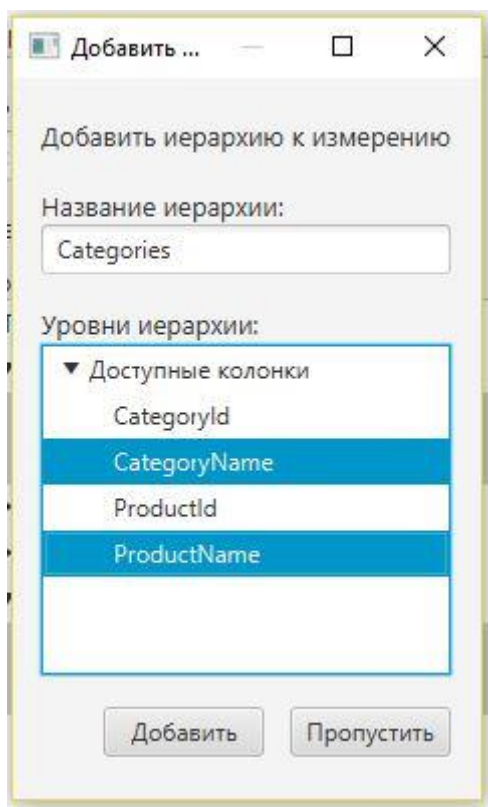 Добавить ...
Добавить иерархию к измерению
Название иерархии:
Categories
Уровни иерархии:
Доступные колонки
CategoryId
CategoryName
ProductId
ProductName
Добавить Пропустить